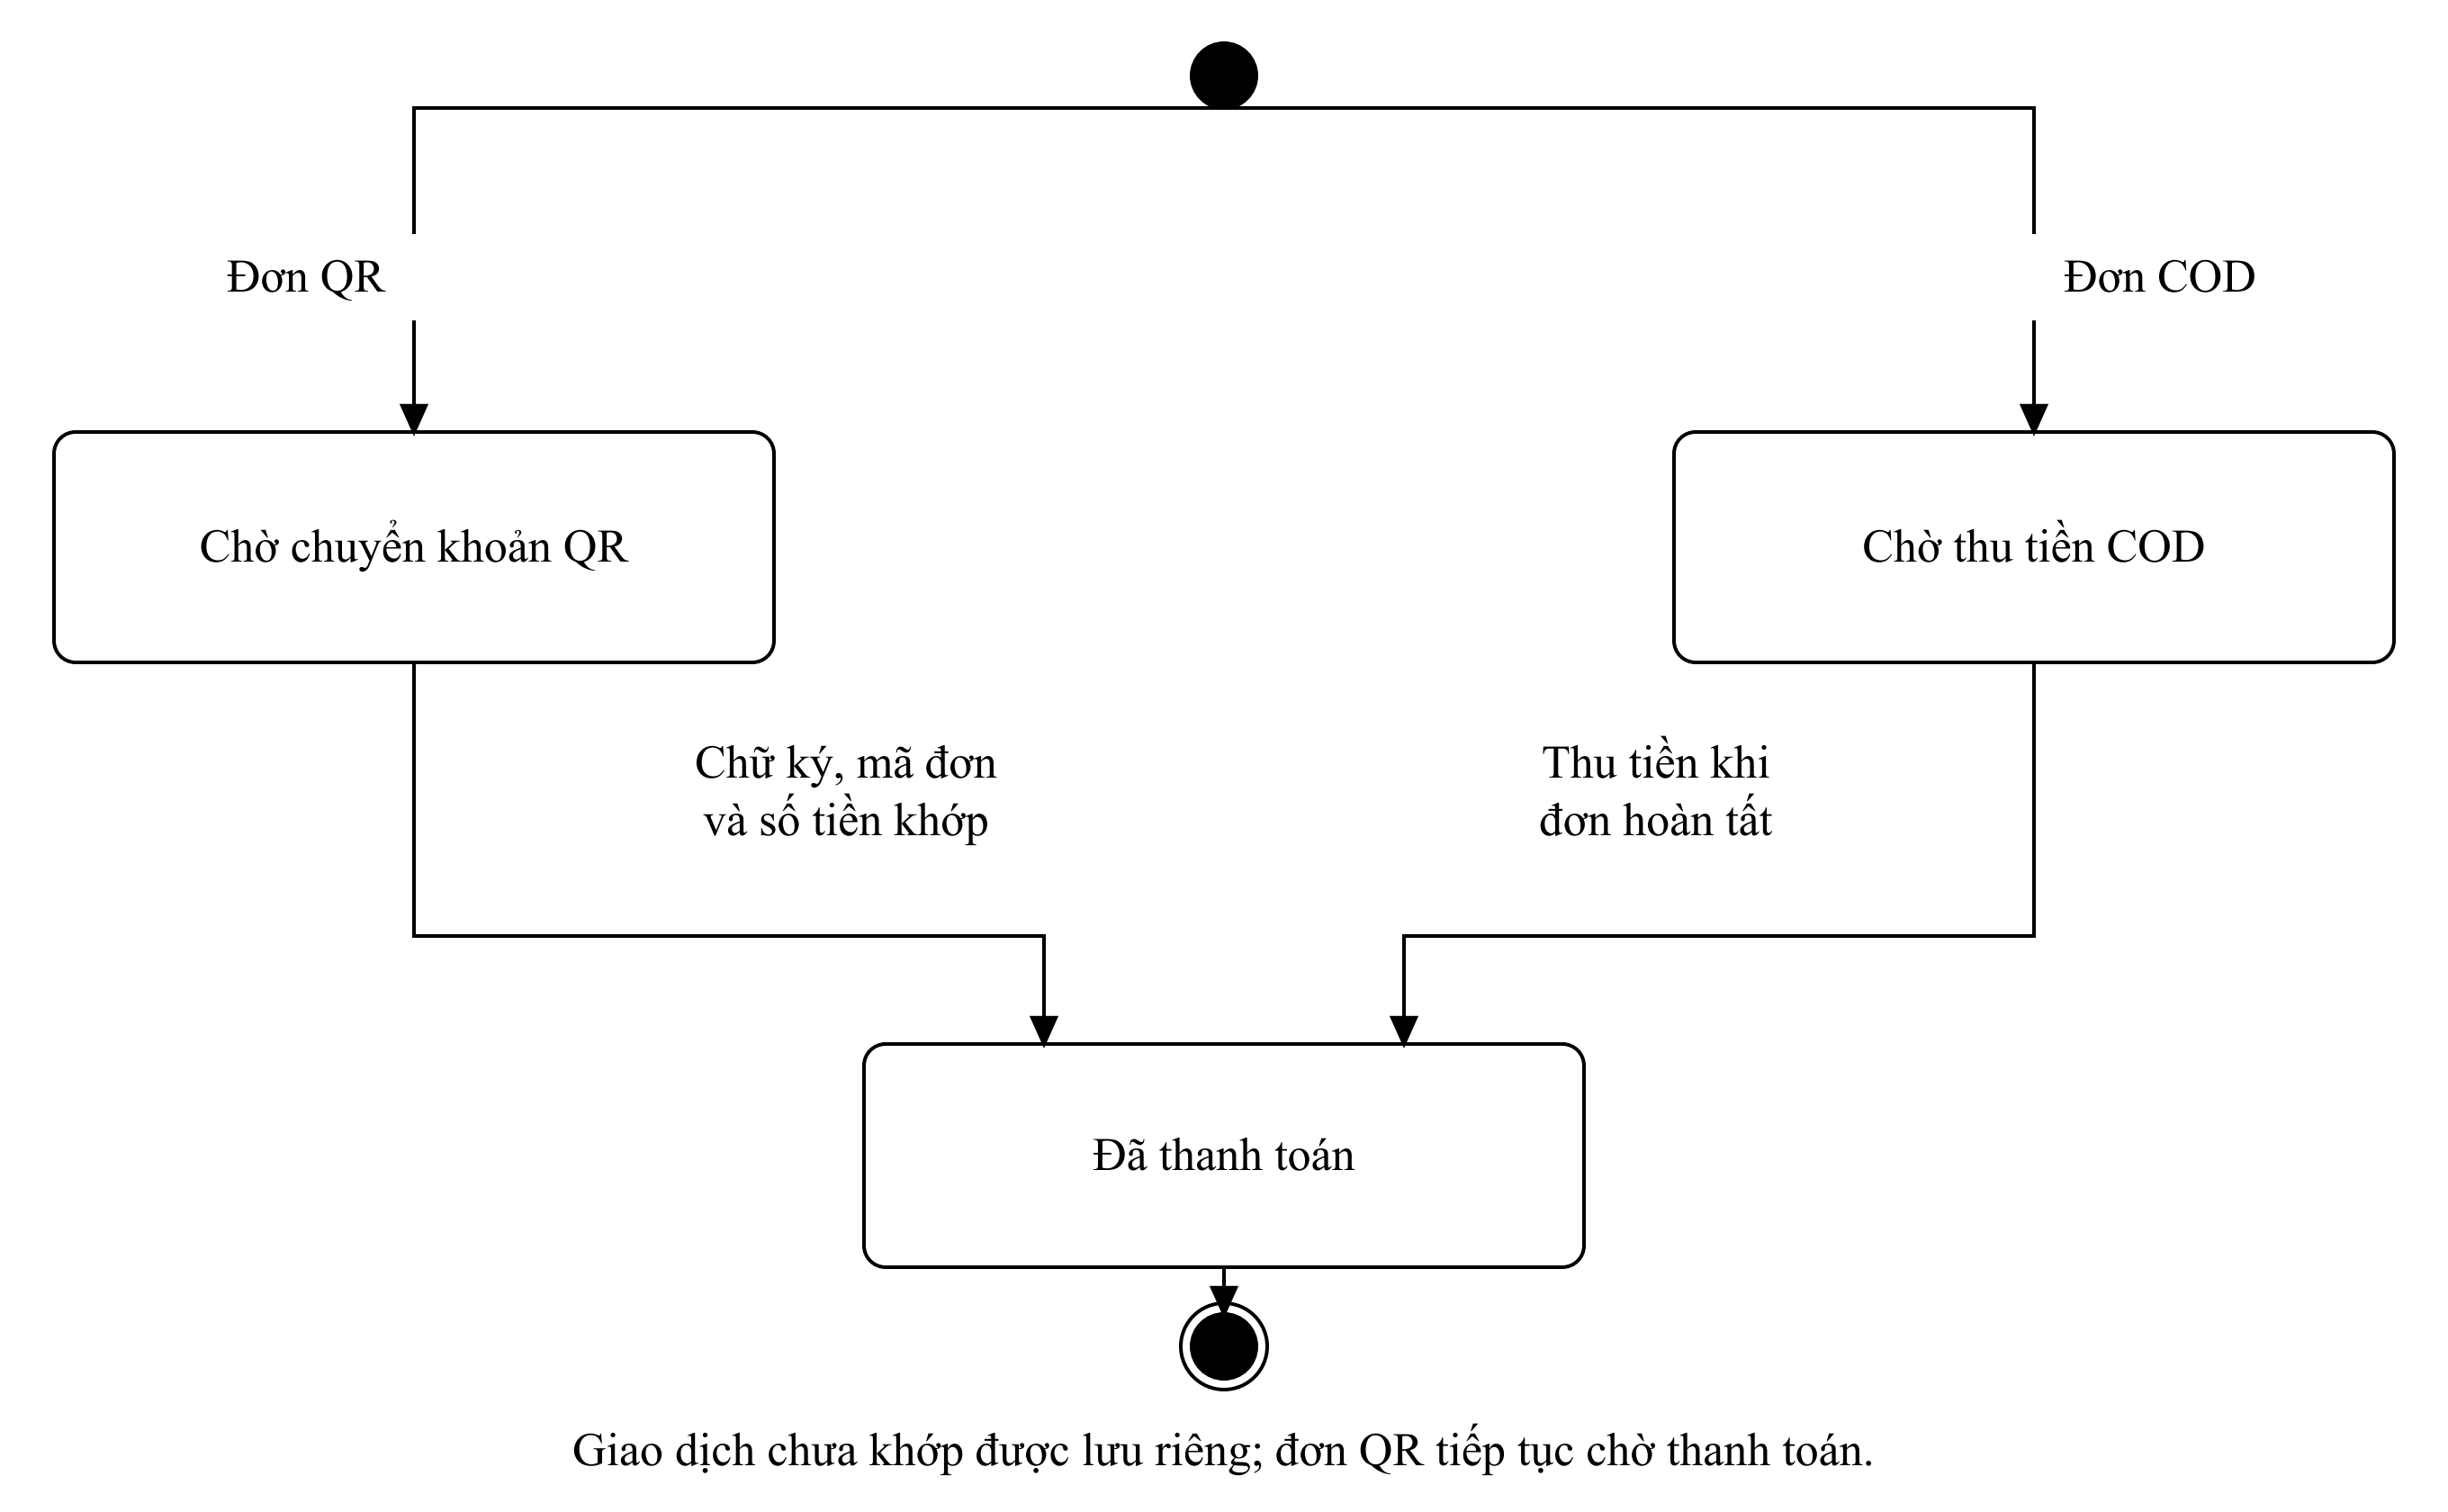 Đơn QR
Đơn COD
Chờ chuyển khoản QR
Chờ thu tiền COD
Chữ ký, mã đơn
và số tiền khớp
Thu tiền khi
đơn hoàn tất
Đã thanh toán
Giao dịch chưa khớp được lưu riêng; đơn QR tiếp tục chờ thanh toán.